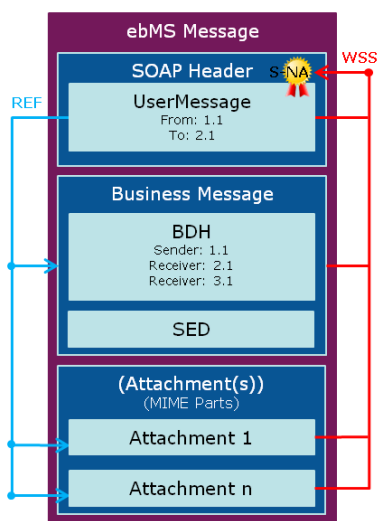 ebMS Message
WSS
SOAP Header
S-NA
REF
UserMessage
From: 1.1
To: 2.1
Business Message
BDH
Sender: 1.1
Receiver: 2.1
Receiver: 3.1
SED
(Attachment(s))
(MIME Parts)
Attachment 1
Attachment n